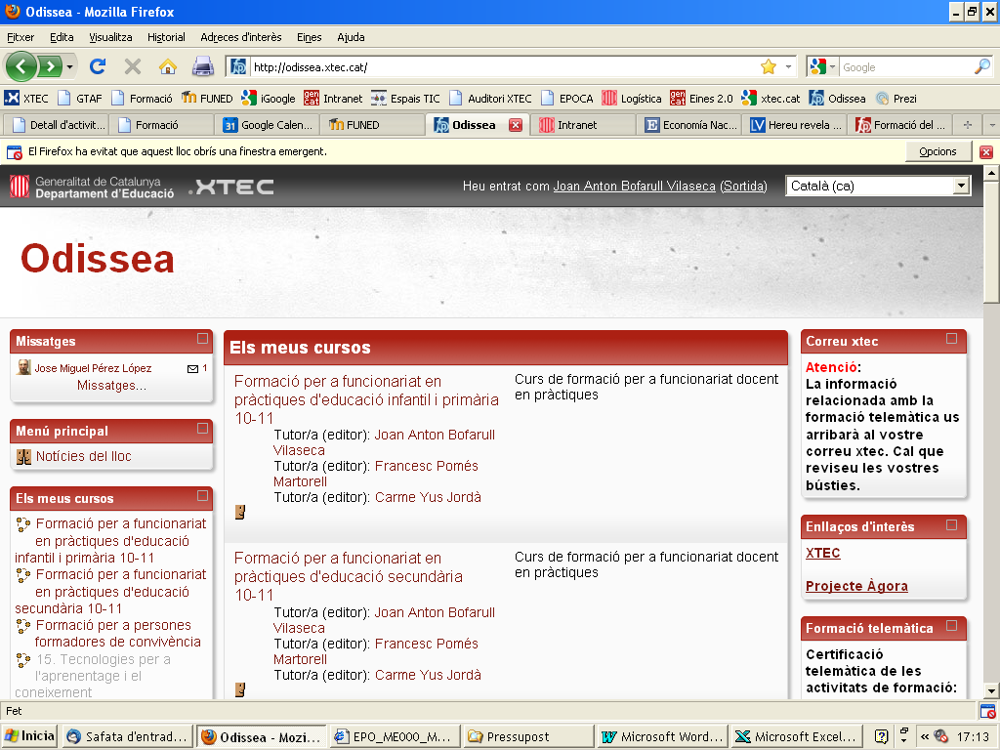 Odissea - Mozilla Firefox
Fitxer Edita Visualitza Historial Adreces d'interès Eines Ajuda
http://odissea.xtec.cat/
Google
XTEC GTAF Formació FUNED iGoogle Intranet Espais TIC Auditori XTEC EPOCA Logística Eines 2.0 xtec.cat Odissea Prezi
Detall d'activit... Formació Google Calen... FUNED Odissea Intranet Economía Nac... Hereu revela ... Formació del ...
El Firefox ha evitat que aquest lloc obrís una finestra emergent.
Opcions
Generalitat de Catalunya
Departament d'Educació
.XTEC
Heu entrat com Joan Anton Bofarull Vilaseca (Sortida)
Català (ca)
Odissea
Missatges
Jose Miguel Pérez López 1
Missatges...
Menú principal
Notícies del lloc
Els meus cursos
Formació per a funcionariat
en pràctiques d'educació
infantil i primària 10-11
Formació per a funcionariat
en pràctiques d'educació
secundària 10-11
Formació per a persones
formadores de convivència
15. Tecnologies per a
l'aprenentage i el
coneixement
Els meus cursos
Formació per a funcionariat en
pràctiques d'educació infantil i primària
10-11
Tutor/a (editor): Joan Anton Bofarull
Vilaseca
Tutor/a (editor): Francesc Pomés
Martorell
Tutor/a (editor): Carme Yus Jordà
Curs de formació per a funcionariat docent
en pràctiques
Formació per a funcionariat en
pràctiques d'educació secundària
10-11
Tutor/a (editor): Joan Anton Bofarull
Vilaseca
Tutor/a (editor): Francesc Pomés
Martorell
Tutor/a (editor): Carme Yus Jordà
Curs de formació per a funcionariat docent
en pràctiques
Correu xtec
Atenció:
La informació
relacionada amb la
formació telemàtica us
arribarà al vostre
correu xtec. Cal que
reviseu les vostres
bústies.
Enllaços d'interès
XTEC
Projecte Àgora
Formació telemàtica
Certificació
telemàtica de les
activitats de formació:
Fet
Inicia Safata d'entrad... Odissea - Mozi... EPO_ME000_M... Pressupost Microsoft Word... Microsoft Excel... 17:13